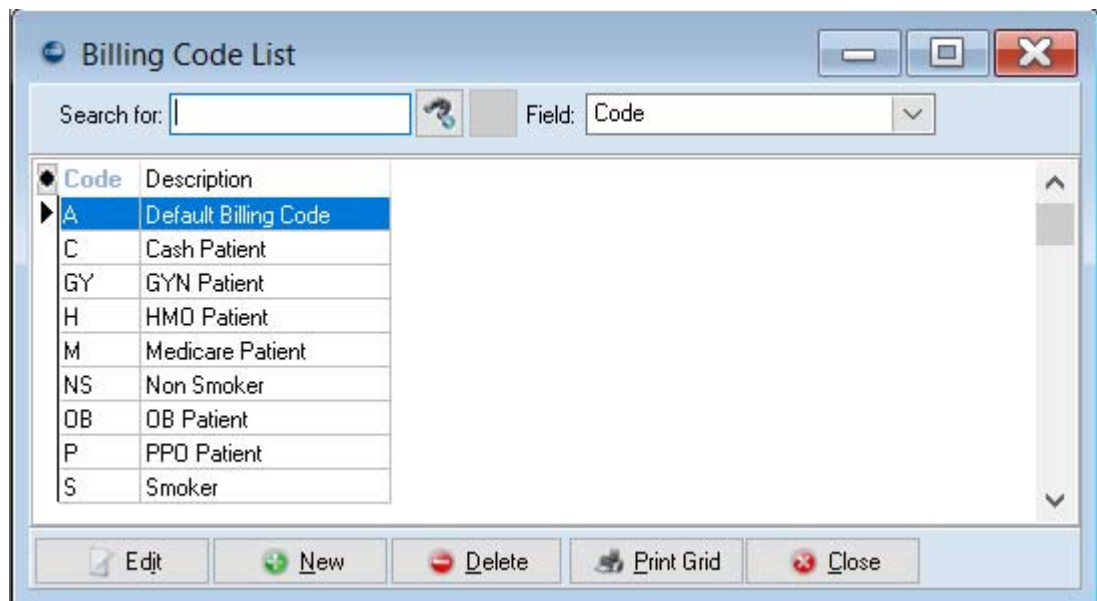 Billing Code List
Search for: Field: Code
Code Description
A Default Billing Code
C Cash Patient
GY GYN Patient
H HMO Patient
M Medicare Patient
NS Non Smoker
OB OB Patient
P PPO Patient
S Smoker
Edit New Delete Print Grid Close